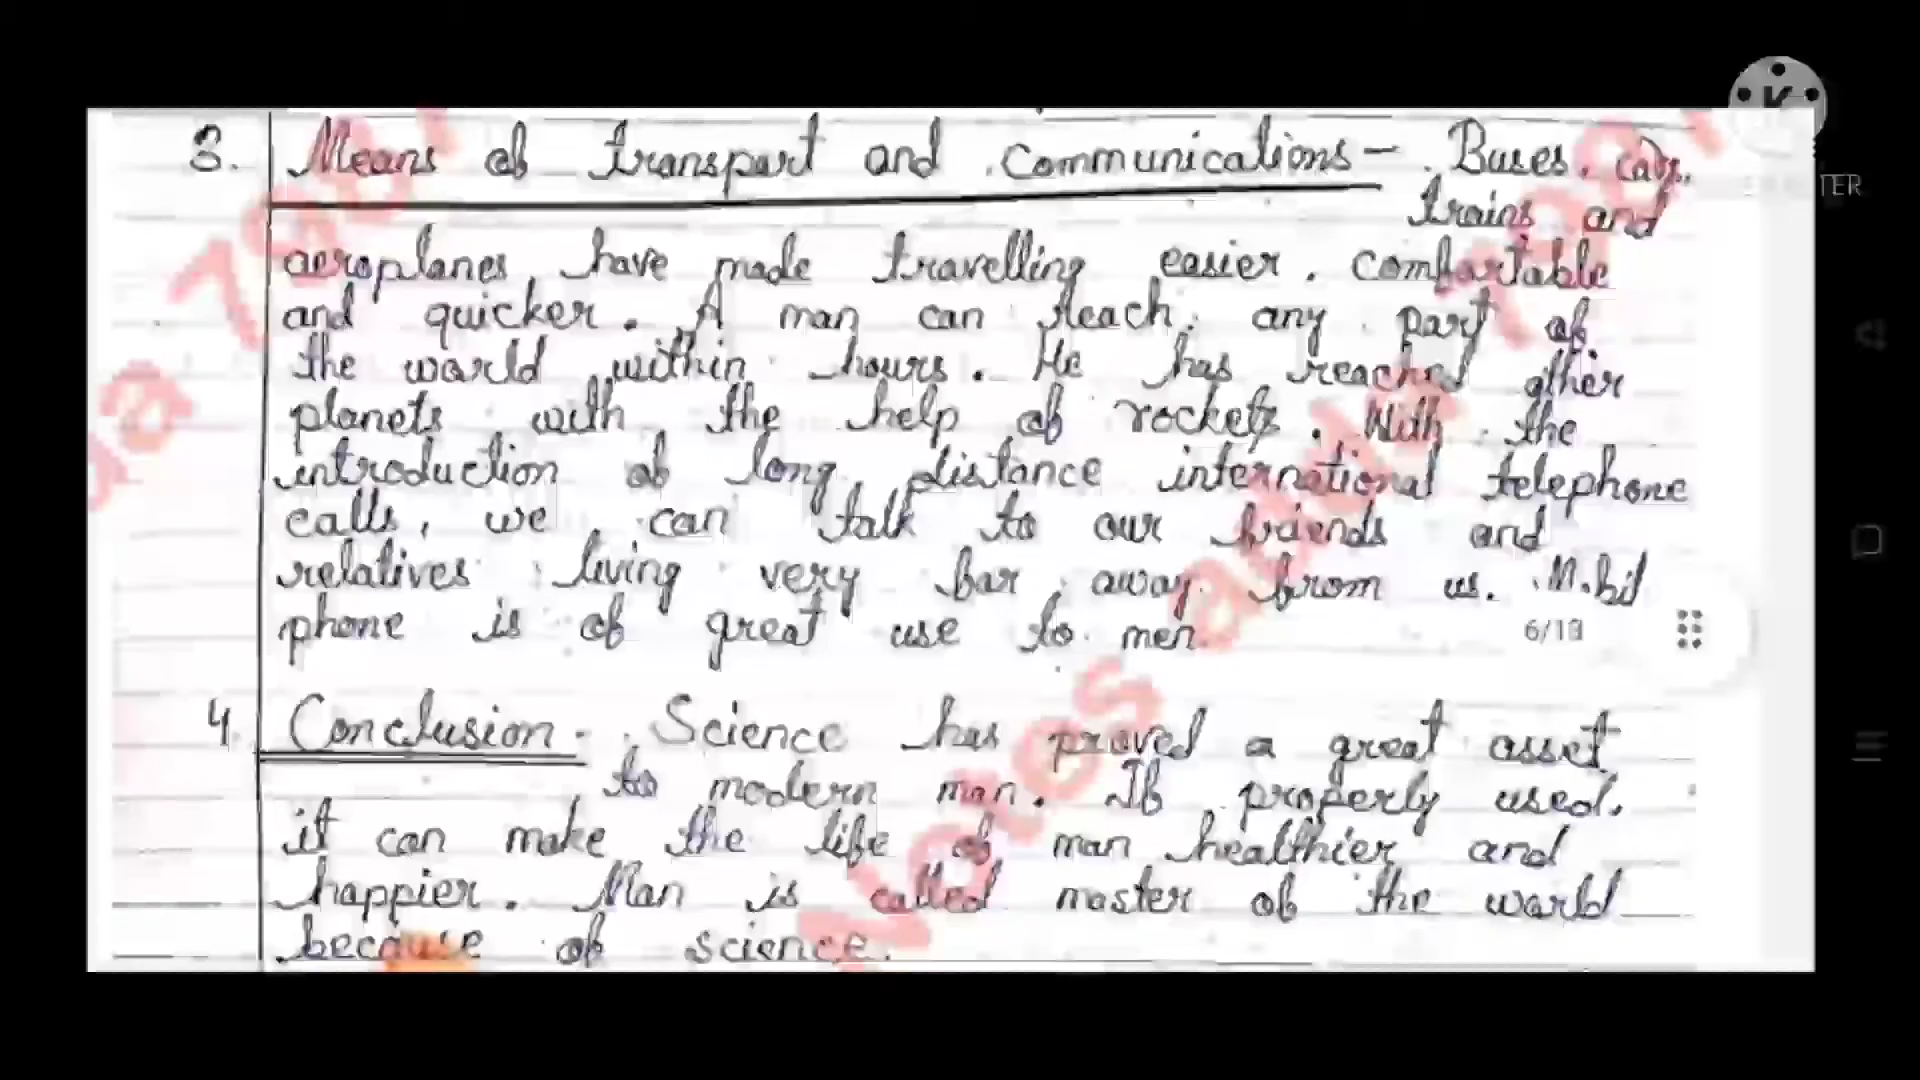 3. Means of transport and communications - Buses, cars,
trains and
aeroplanes have made travelling easier, comfortable
and quicker. A man can reach any part of
the world within hours. He has reached other
planets with the help of rockets. With the
introduction of long distance international telephone
calls, we can talk to our friends and
relatives living very far away from us. Mobil
phone is of great use to men.
6/13
4. Conclusion - Science has proved a great asset
to modern man. If properly used,
it can make the life of man healthier and
happier. Man is called master of the world
because of science.
K
TER
Notes